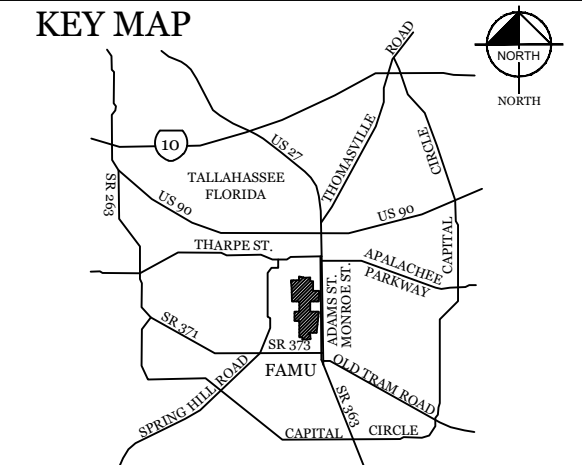 KEY MAP
NORTH
NORTH
ROAD
THOMASVILLE
CIRCLE
CAPITAL
10
US 27
TALLAHASSEE
FLORIDA
SR 263
US 90
US 90
THARPE ST.
APALACHEE
PARKWAY
ADAMS ST.
MONROE ST.
SR 371
SR 373
FAMU
OLD TRAM ROAD
SR 363
SPRING HILL ROAD
CAPITAL
CIRCLE